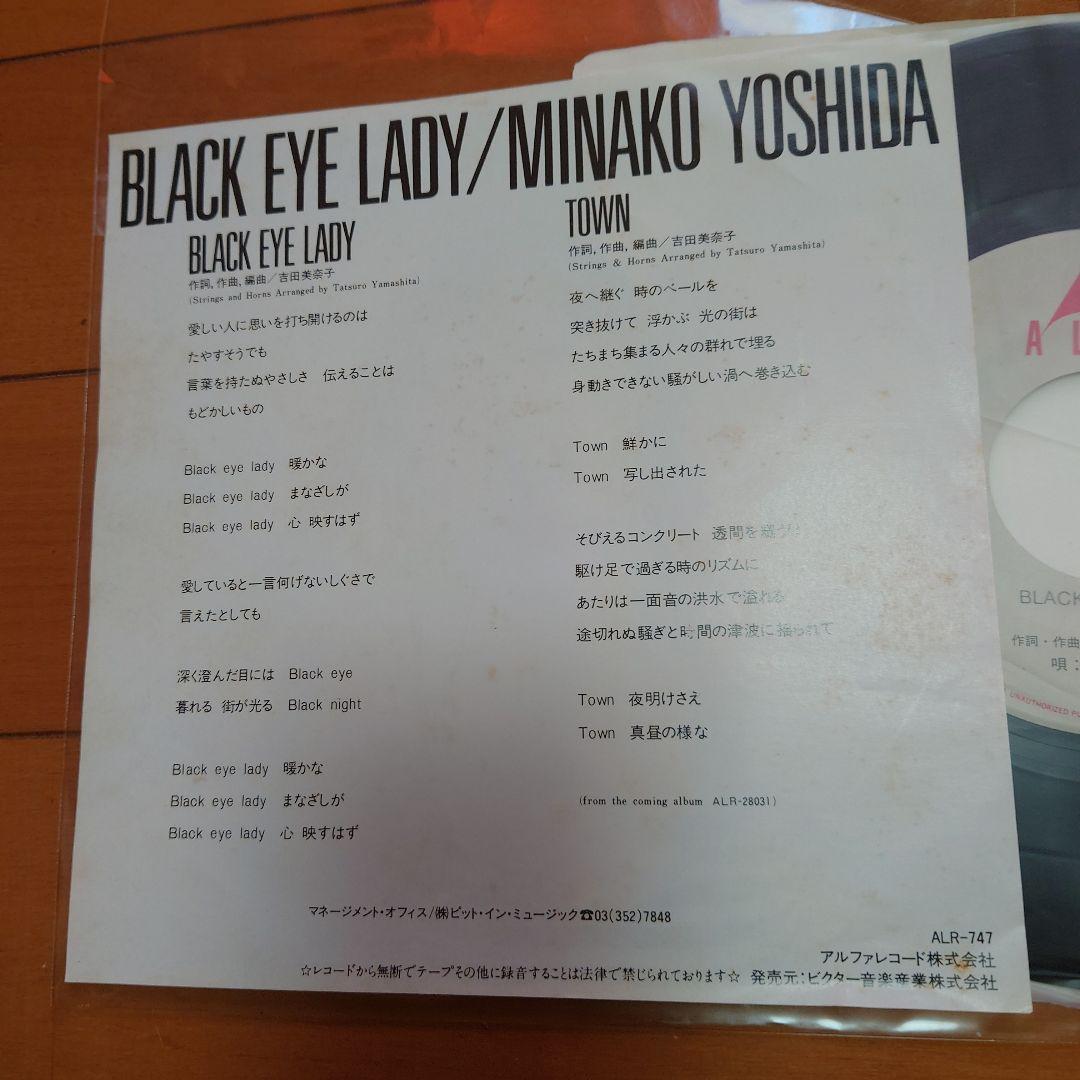 BLACK EYE LADY/MINAKO YOSHIDA
BLACK EYE LADY
作詞, 作曲, 編曲／吉田美奈子
(Strings and Horns Arranged by Tatsuro Yamashita)
愛しい人に思いを打ち開けるのは
たやすそうでも
言葉を持たぬやさしさ 伝えることは
もどかしいもの
Black eye lady 暖かな
Black eye lady まなざしが
Black eye lady 心 映すはず
愛していると一言何げないしぐさで
言えたとしても
深く澄んだ目には Black eye
暮れる 街が光る Black night
Black eye lady 暖かな
Black eye lady まなざしが
Black eye lady 心 映すはず
TOWN
作詞, 作曲, 編曲／吉田美奈子
(Strings & Horns Arranged by Tatsuro Yamashita)
夜へ継ぐ 時のベールを
突き抜けて 浮かぶ 光の街は
たちまち集まる人々の群れで埋る
身動きできない騒がしい渦へ巻き込む
Town 鮮かに
Town 写し出された
そびえるコンクリート 透間を縫う
駆け足で過ぎる時のリズムに
あたりは一面音の洪水で溢れる
途切れぬ騒ぎと時間の津波に揺られて
Town 夜明けさえ
Town 真昼の様な
(from the coming album ALR-28031)
マネージメント・オフィス/㈱ピット・イン・ミュージック☎03(352)7848
ALR-747
アルファレコード株式会社
☆レコードから無断でテープその他に録音することは法律で禁じられております☆ 発売元：ビクター音楽産業株式会社
A
BLACK
作詞・作曲
唄：
UNAUTHORIZED